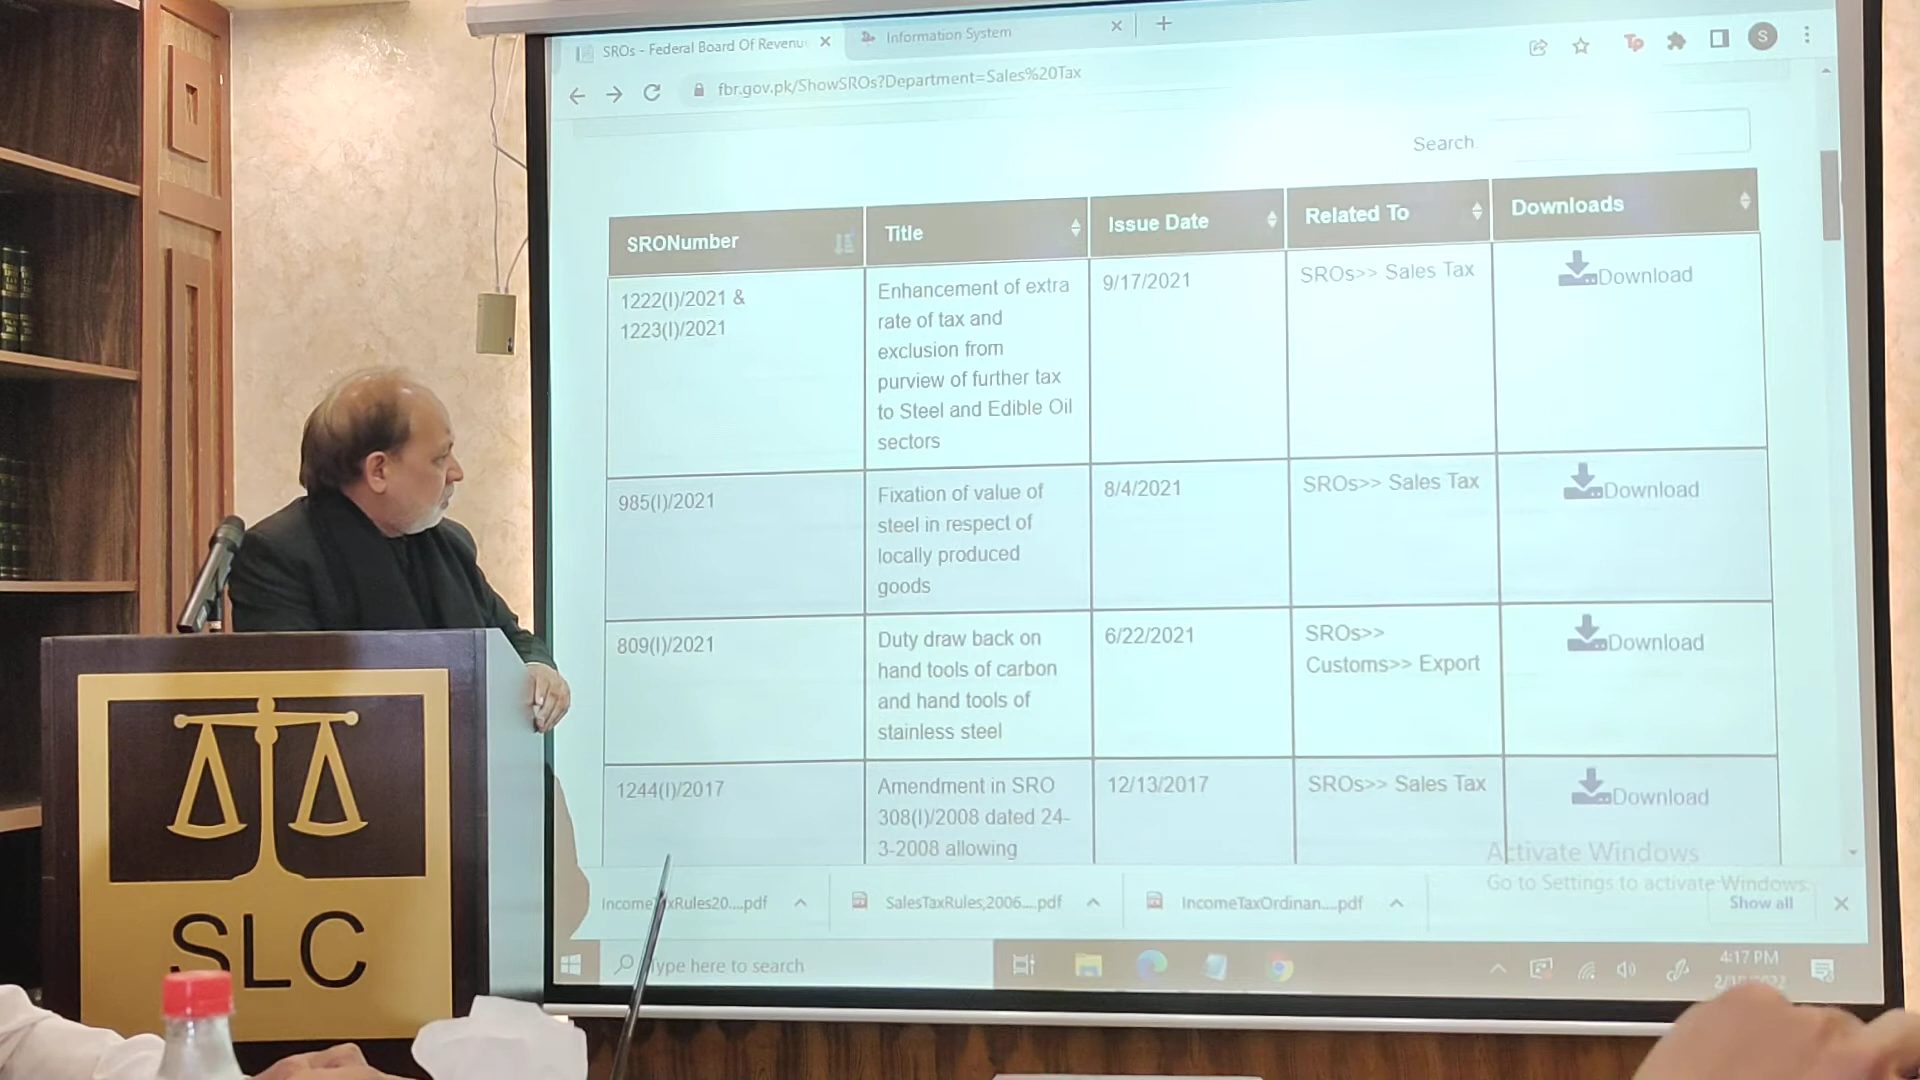 SROs - Federal Board Of Revenu
Information System
S
fbr.gov.pk/ShowSROs?Department=Sales%20Tax
Search
SRONumber Title Issue Date Related To Downloads
1222(I)/2021 &
1223(I)/2021
Enhancement of extra
rate of tax and
exclusion from
purview of further tax
to Steel and Edible Oil
sectors
9/17/2021
SROs>> Sales Tax
Download
985(I)/2021
Fixation of value of
steel in respect of
locally produced
goods
8/4/2021
SROs>> Sales Tax
Download
809(I)/2021
Duty draw back on
hand tools of carbon
and hand tools of
stainless steel
6/22/2021
SROs>>
Customs>> Export
Download
1244(I)/2017
Amendment in SRO
308(I)/2008 dated 24-
3-2008 allowing
12/13/2017
SROs>> Sales Tax
Download
Activate Windows
Go to Settings to activate Windows.
SalesTaxRules,2006....pdf
IncomeTaxOrdinan....pdf
Show all
Type here to search
4:17 PM
SLC